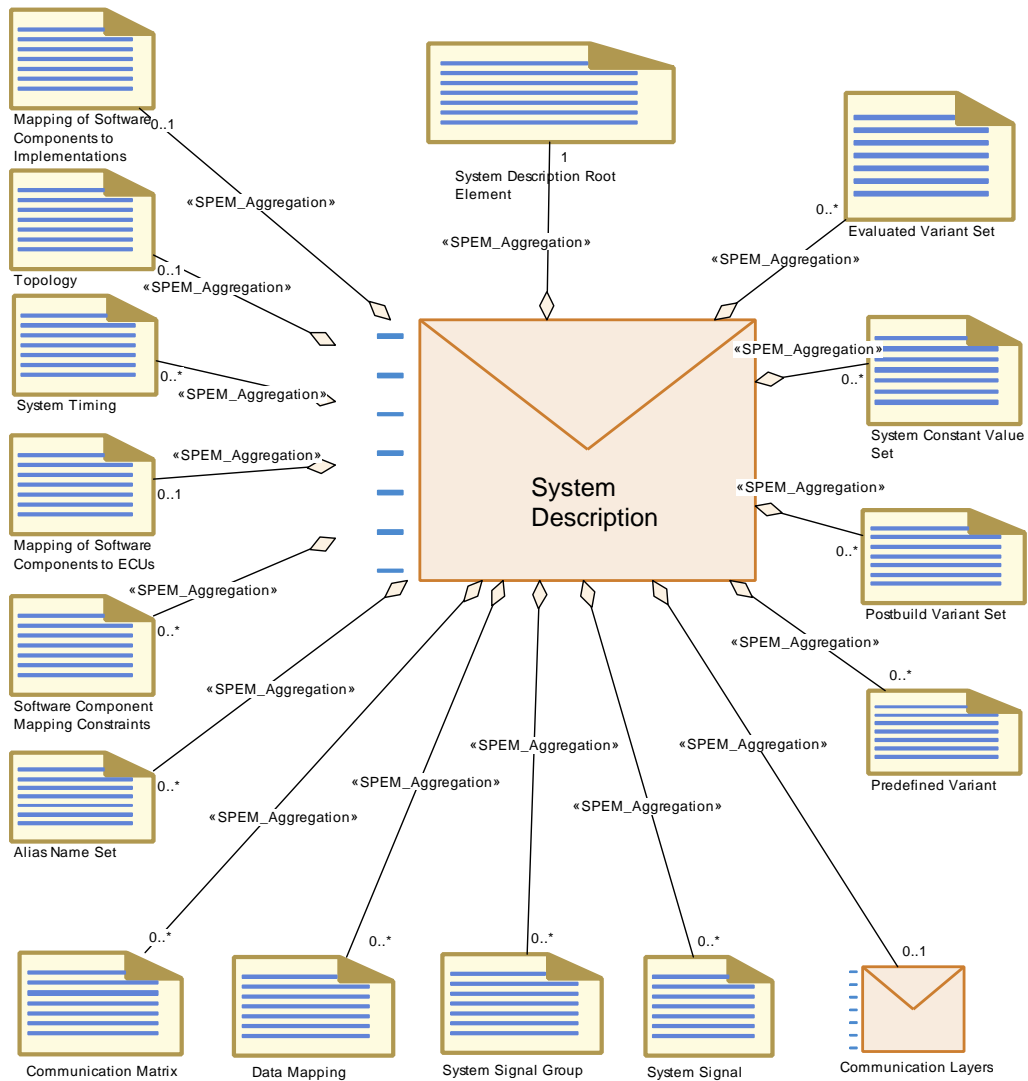 0..1
Mapping of Software
Components to
Implementations
«SPEM_Aggregation»
1
System Description Root
Element
«SPEM_Aggregation»
0..*
Evaluated Variant Set
«SPEM_Aggregation»
0..1
Topology
«SPEM_Aggregation»
0..*
System Timing
«SPEM_Aggregation»
«SPEM_Aggregation»
0..*
System Constant Value
Set
0..1
Mapping of Software
Components to ECUs
«SPEM_Aggregation»
System
Description
«SPEM_Aggregation»
0..*
Postbuild Variant Set
0..*
Software Component
Mapping Constraints
«SPEM_Aggregation»
«SPEM_Aggregation»
0..*
Predefined Variant
0..*
Alias Name Set
«SPEM_Aggregation»
«SPEM_Aggregation»
0..*
Communication Matrix
«SPEM_Aggregation»
0..*
Data Mapping
«SPEM_Aggregation»
0..*
System Signal Group
«SPEM_Aggregation»
0..*
System Signal
«SPEM_Aggregation»
0..1
Communication Layers